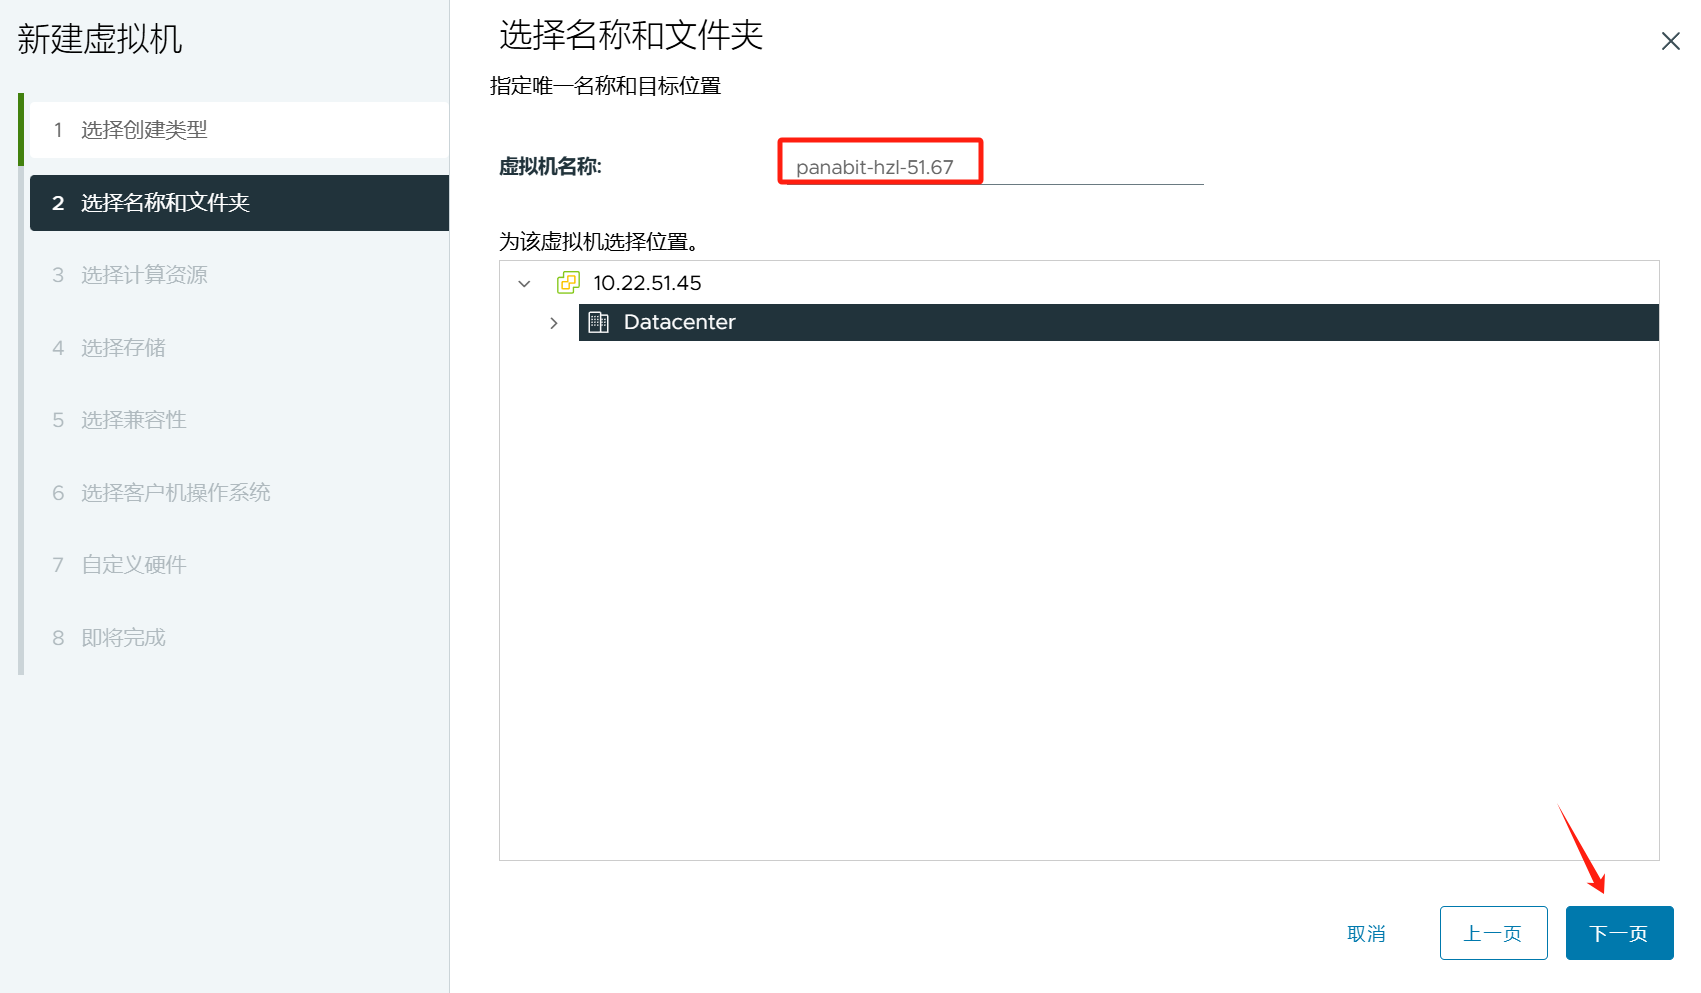 新建虚拟机
1 选择创建类型
2 选择名称和文件夹
3 选择计算资源
4 选择存储
5 选择兼容性
6 选择客户机操作系统
7 自定义硬件
8 即将完成
选择名称和文件夹
指定唯一名称和目标位置
虚拟机名称:
panabit-hzl-51.67
为该虚拟机选择位置。
10.22.51.45
Datacenter
取消
上一页
下一页